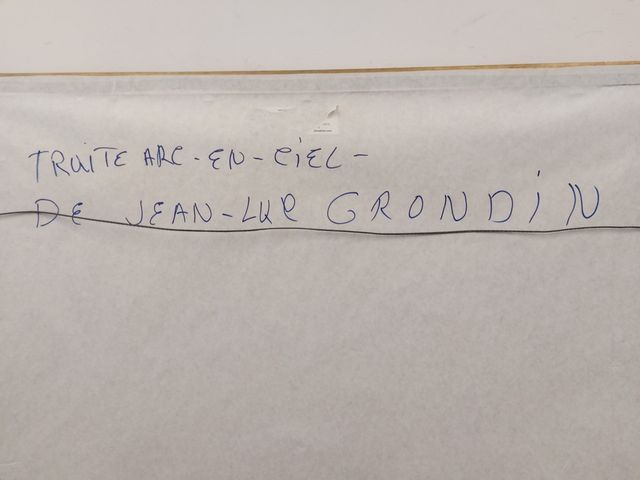 TRUITE ARC-EN-CIEL-
DE JEAN-LUC GRONDIN